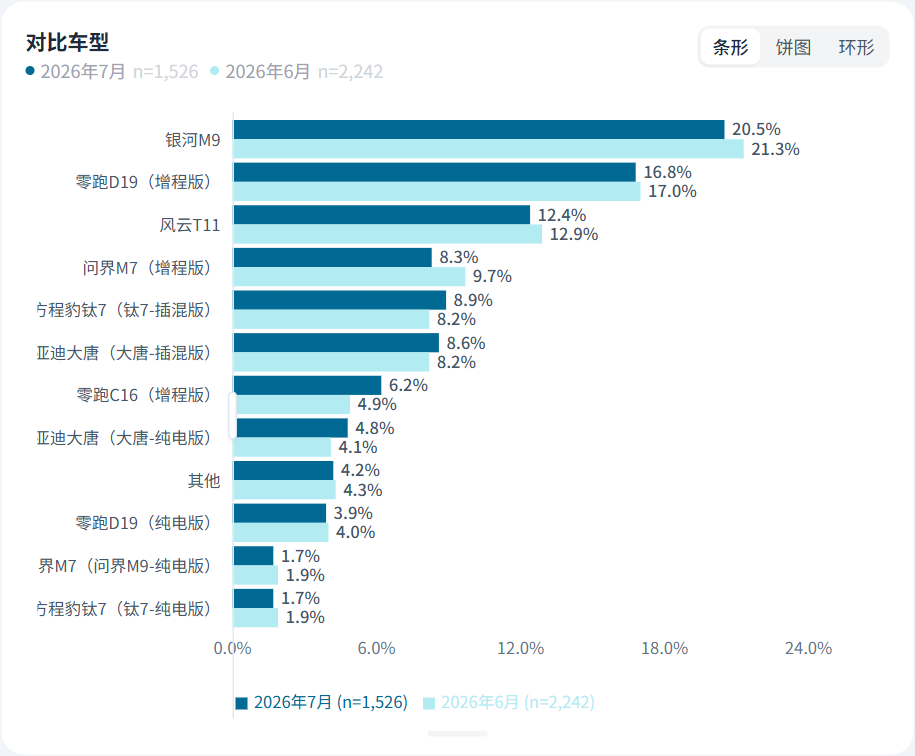 对比车型
条形 饼图 环形
2026年7月 n=1,526 2026年6月 n=2,242
银河M9 20.5% 21.3%
零跑D19（增程版） 16.8% 17.0%
风云T11 12.4% 12.9%
问界M7（增程版） 8.3% 9.7%
方程豹钛7（钛7-插混版） 8.9% 8.2%
亚迪大唐（大唐-插混版） 8.6% 8.2%
零跑C16（增程版） 6.2% 4.9%
亚迪大唐（大唐-纯电版） 4.8% 4.1%
其他 4.2% 4.3%
零跑D19（纯电版） 3.9% 4.0%
界M7（问界M9-纯电版） 1.7% 1.9%
方程豹钛7（钛7-纯电版） 1.7% 1.9%
0.0% 6.0% 12.0% 18.0% 24.0%
2026年7月 (n=1,526) 2026年6月 (n=2,242)